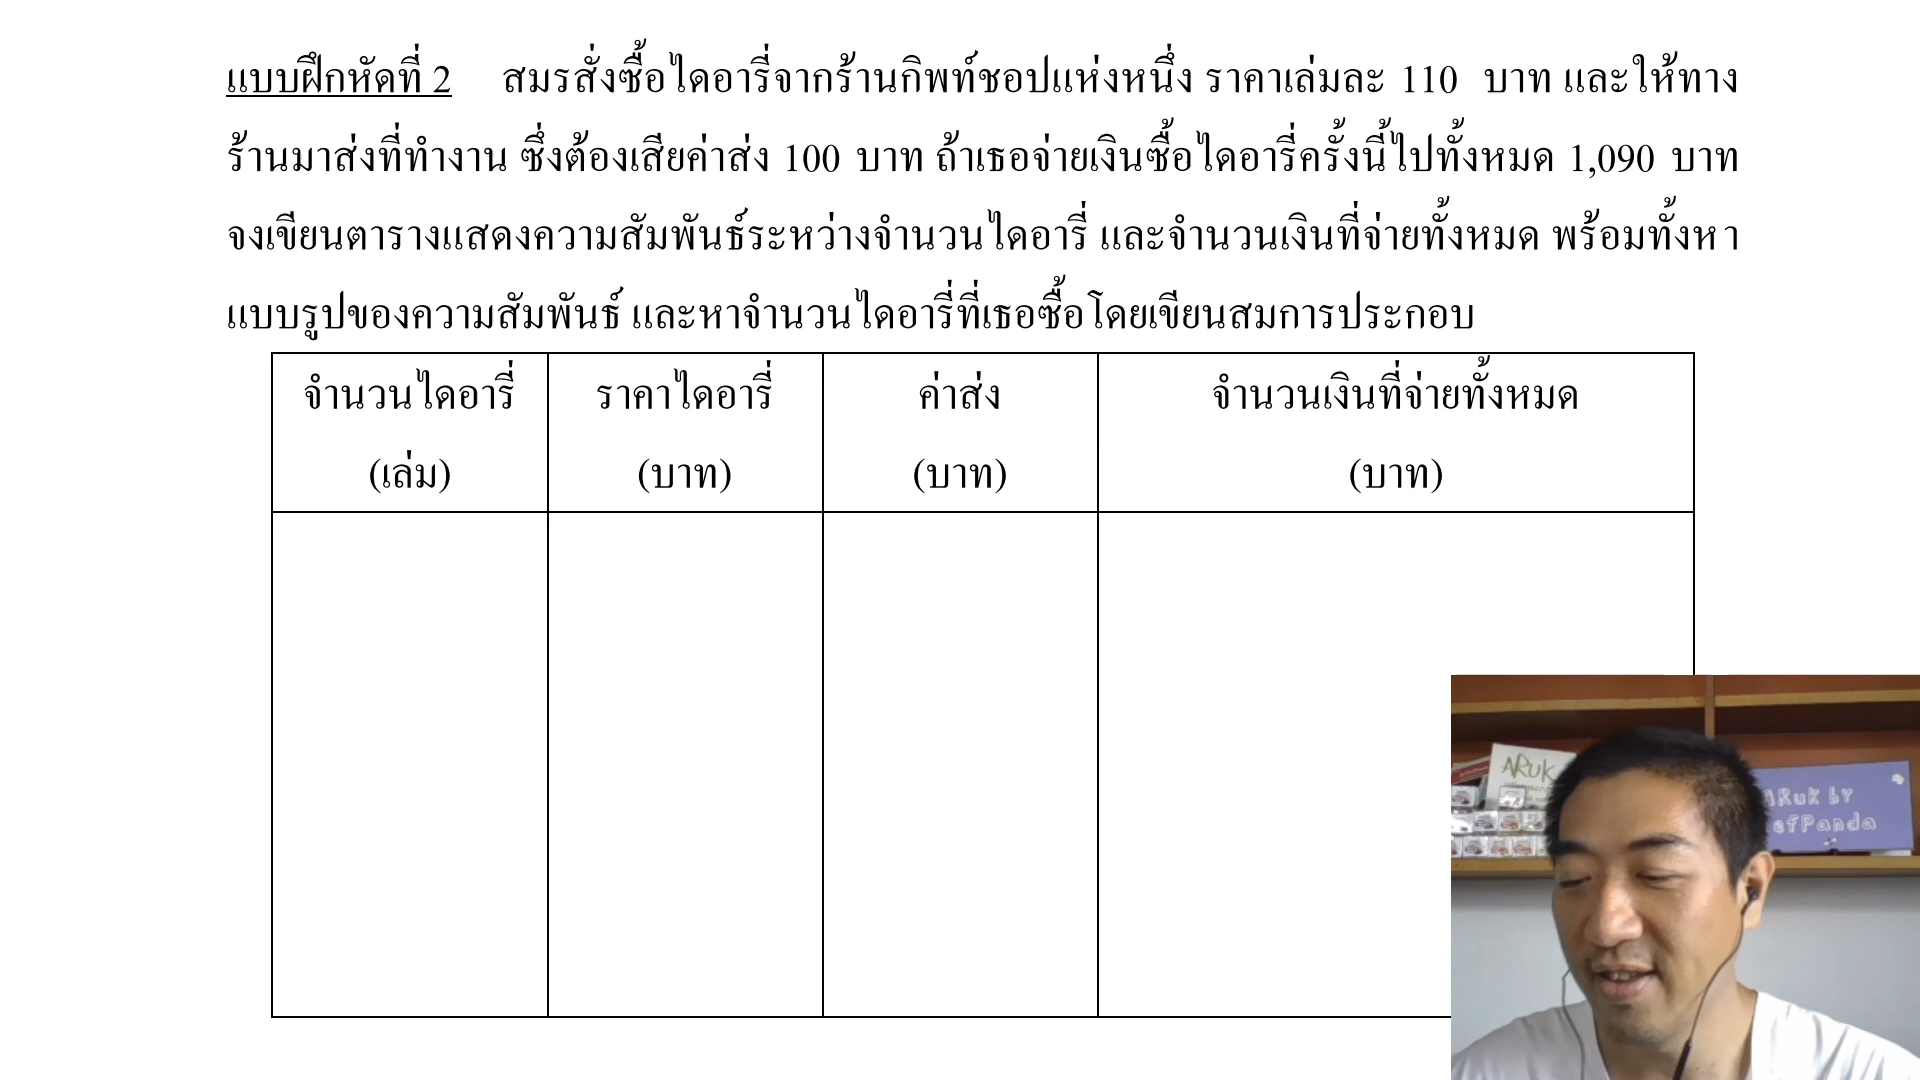 แบบฝึกหัดที่ 2 สมรสั่งซื้อไดอารี่จากร้านกิพท์ชอปแห่งหนึ่ง ราคาเล่มละ 110 บาท และให้ทาง
ร้านมาส่งที่ทำงาน ซึ่งต้องเสียค่าส่ง 100 บาท ถ้าเธอจ่ายเงินซื้อไดอารี่ครั้งนี้ไปทั้งหมด 1,090 บาท
จงเขียนตารางแสดงความสัมพันธ์ระหว่างจำนวนไดอารี่ และจำนวนเงินที่จ่ายทั้งหมด พร้อมทั้งหา
แบบรูปของความสัมพันธ์ และหาจำนวนไดอารี่ที่เธอซื้อโดยเขียนสมการประกอบ
จำนวนไดอารี่ ราคาไดอารี่ ค่าส่ง จำนวนเงินที่จ่ายทั้งหมด
(เล่ม) (บาท) (บาท) (บาท)
ARUK
ARuk by
efPanda